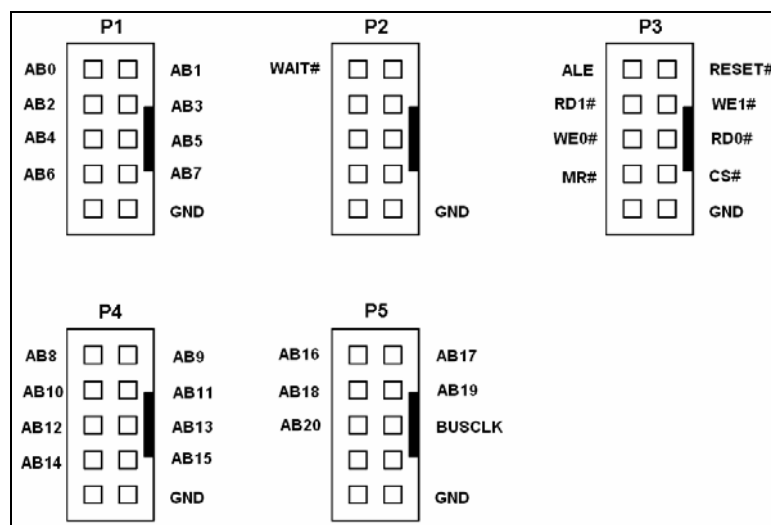 P1 P2 P3
AB0 AB1 WAIT# ALE RESET#
AB2 AB3 RD1# WE1#
AB4 AB5 WE0# RD0#
AB6 AB7 MR# CS#
GND GND GND
P4 P5
AB8 AB9 AB16 AB17
AB10 AB11 AB18 AB19
AB12 AB13 AB20 BUSCLK
AB14 AB15
GND GND